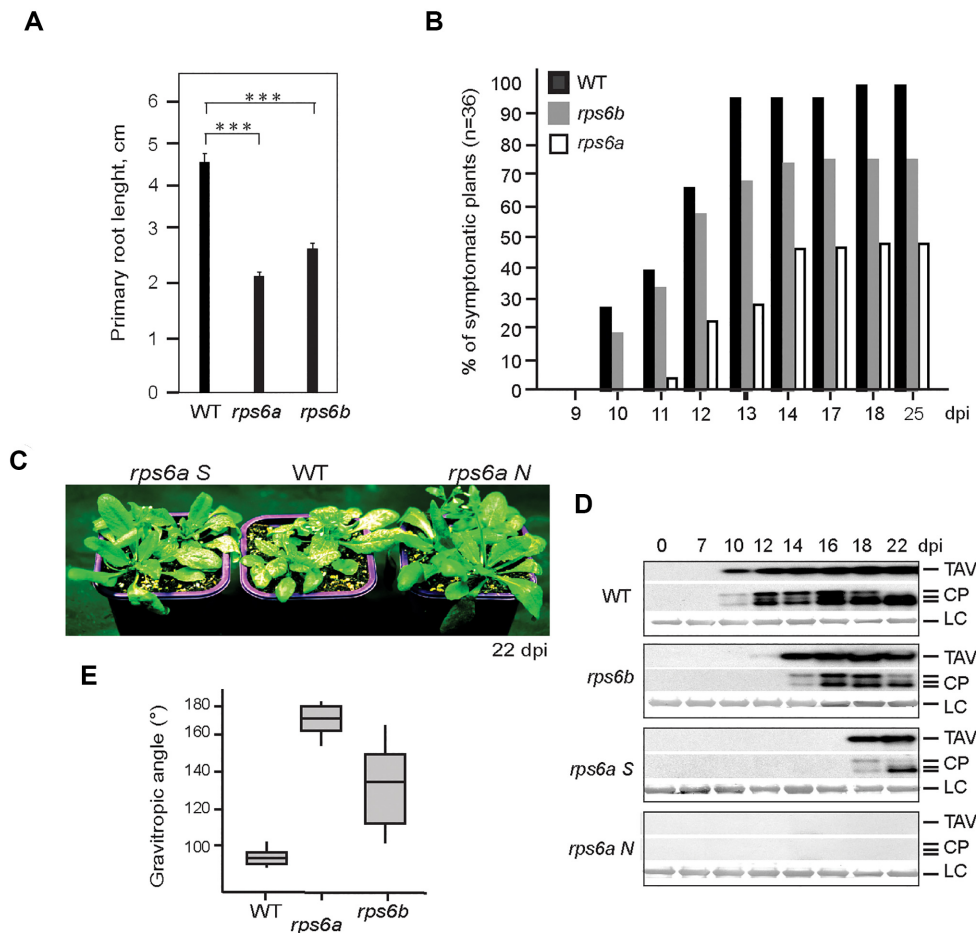 A
Primary root lenght, cm
6
5
4
3
2
1
0
WT rps6a rps6b
***
***
B
% of symptomatic plants (n=36)
100
90
80
70
60
50
40
30
20
10
0
WT
rps6b
rps6a
9 10 11 12 13 14 17 18 25 dpi
C
rps6a S WT rps6a N
22 dpi
D
0 7 10 12 14 16 18 22 dpi
WT
TAV
CP
LC
rps6b
TAV
CP
LC
rps6a S
TAV
CP
LC
rps6a N
TAV
CP
LC
E
Gravitropic angle (°)
180
160
140
120
100
WT rps6a rps6b